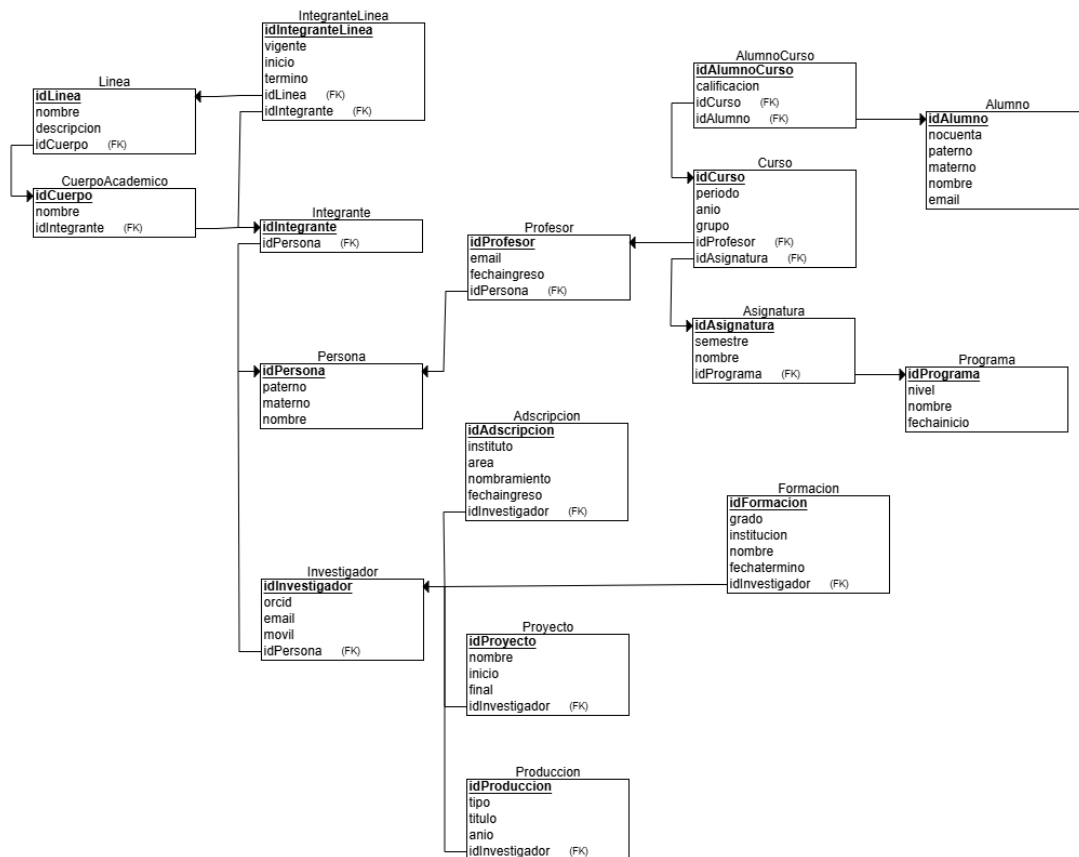 IntegranteLinea
idIntegranteLinea
vigente
inicio
termino
idLinea (FK)
idIntegrante (FK)
Linea
idLinea
nombre
descripcion
idCuerpo (FK)
CuerpoAcademico
idCuerpo
nombre
idIntegrante (FK)
Integrante
idIntegrante
idPersona (FK)
Persona
idPersona
paterno
materno
nombre
Investigador
idInvestigador
orcid
email
movil
idPersona (FK)
Profesor
idProfesor
email
fechaingreso
idPersona (FK)
Adscripcion
idAdscripcion
instituto
area
nombramiento
fechaingreso
idInvestigador (FK)
Proyecto
idProyecto
nombre
inicio
final
idInvestigador (FK)
Produccion
idProduccion
tipo
titulo
anio
idInvestigador (FK)
AlumnoCurso
idAlumnoCurso
calificacion
idCurso (FK)
idAlumno (FK)
Alumno
idAlumno
nocuenta
paterno
materno
nombre
email
Curso
idCurso
periodo
anio
grupo
idProfesor (FK)
idAsignatura (FK)
Asignatura
idAsignatura
semestre
nombre
idPrograma (FK)
Programa
idPrograma
nivel
nombre
fechainicio
Formacion
idFormacion
grado
institucion
nombre
fechatermino
idInvestigador (FK)